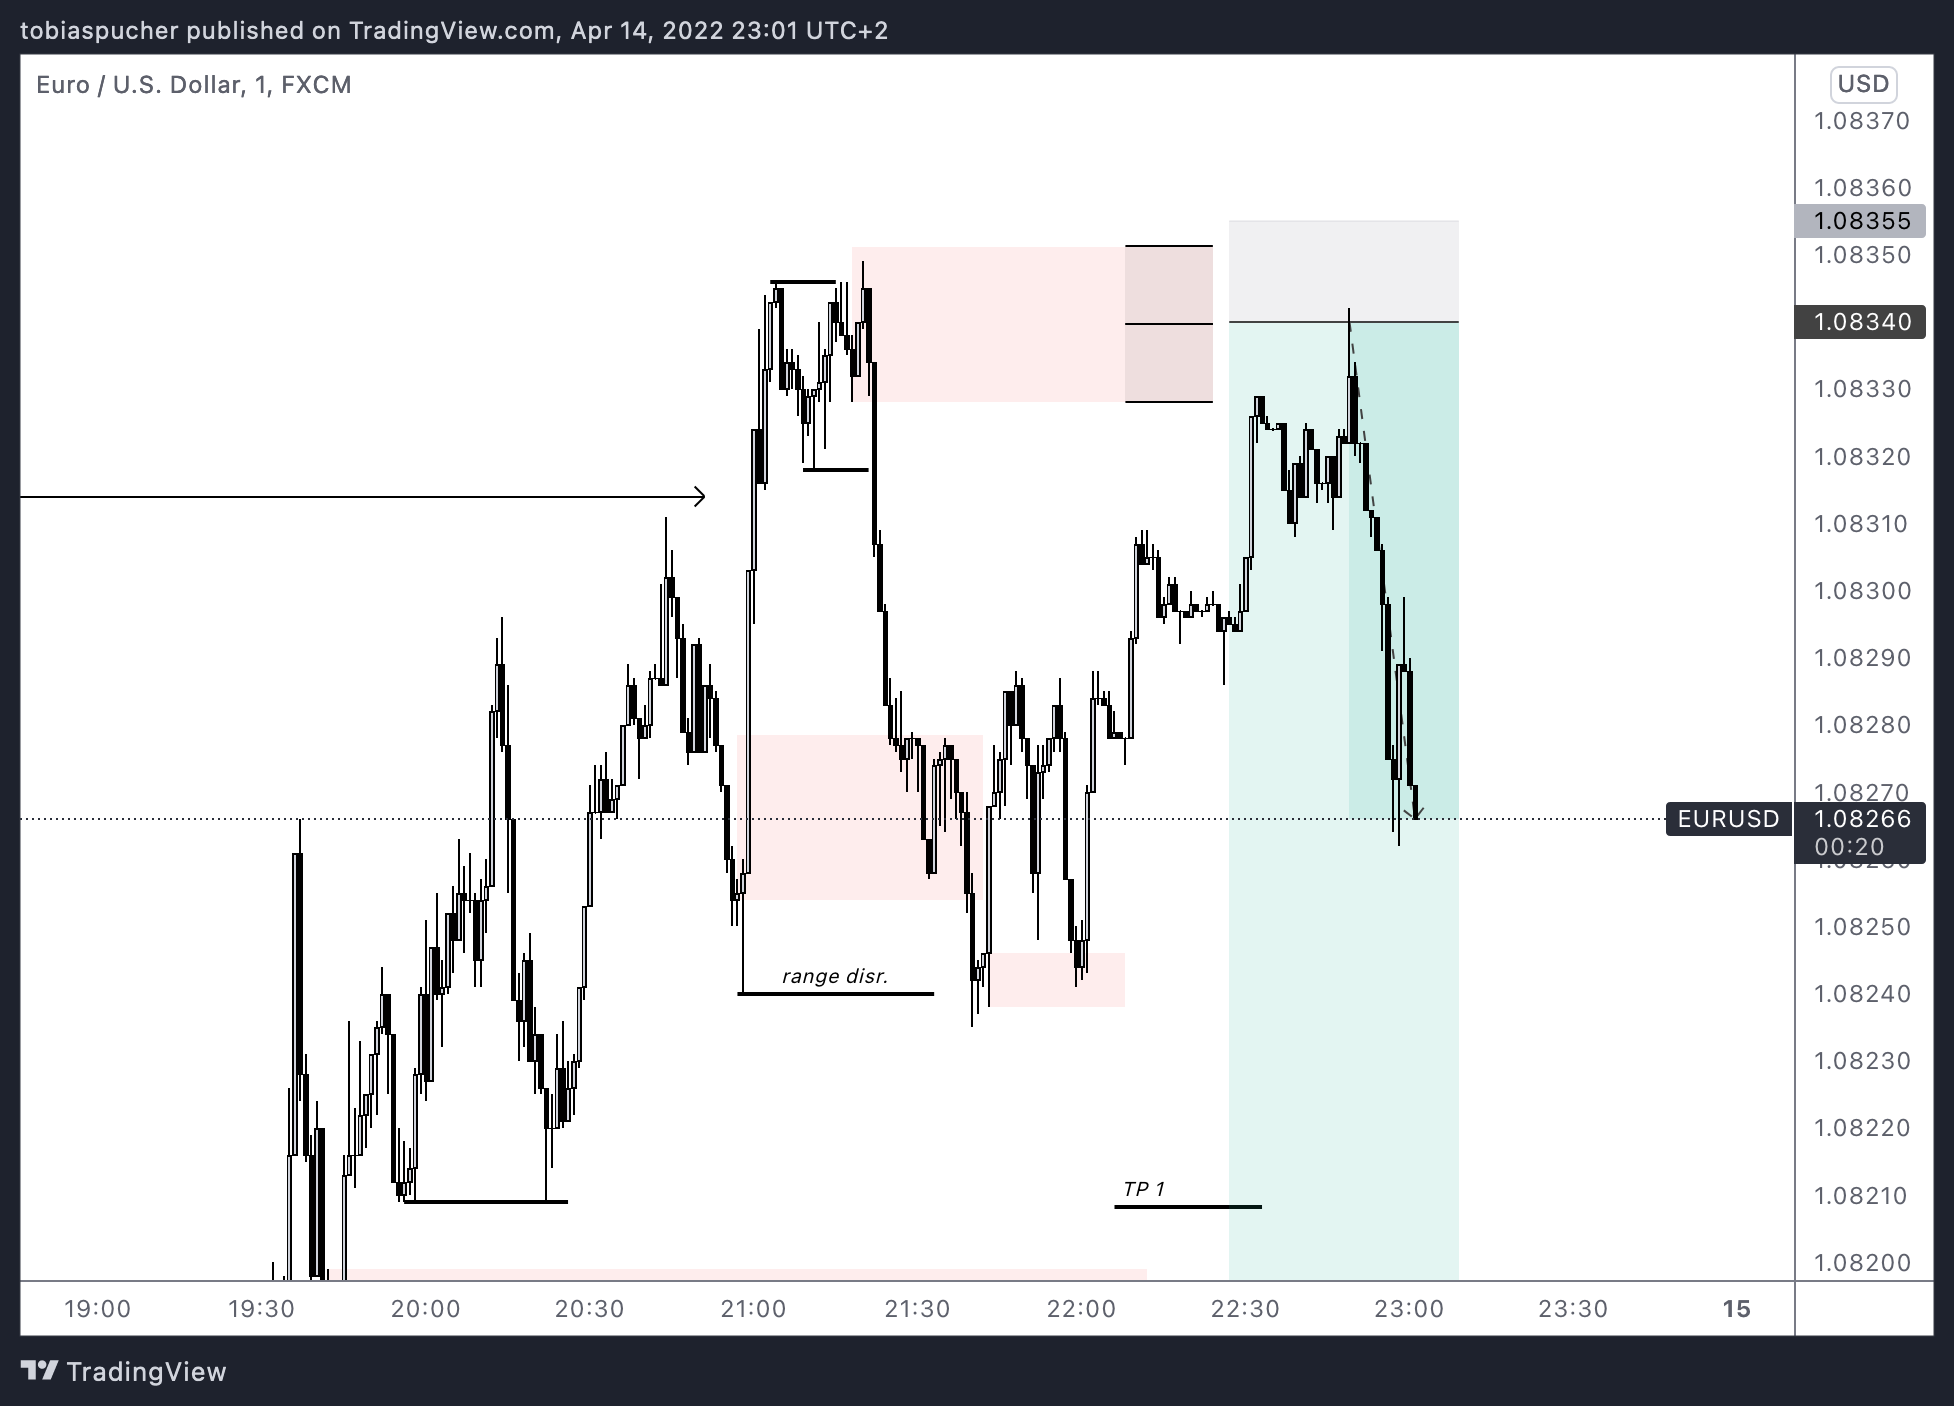 tobiaspucher published on TradingView.com, Apr 14, 2022 23:01 UTC+2
Euro / U.S. Dollar, 1, FXCM
USD
1.08370
1.08360
1.08355
1.08350
1.08340
1.08330
1.08320
1.08310
1.08300
1.08290
1.08280
1.08270
EURUSD 1.08266
00:20
1.08250
range disr.
1.08240
1.08230
1.08220
TP 1
1.08210
1.08200
19:00 19:30 20:00 20:30 21:00 21:30 22:00 22:30 23:00 23:30 15
TradingView